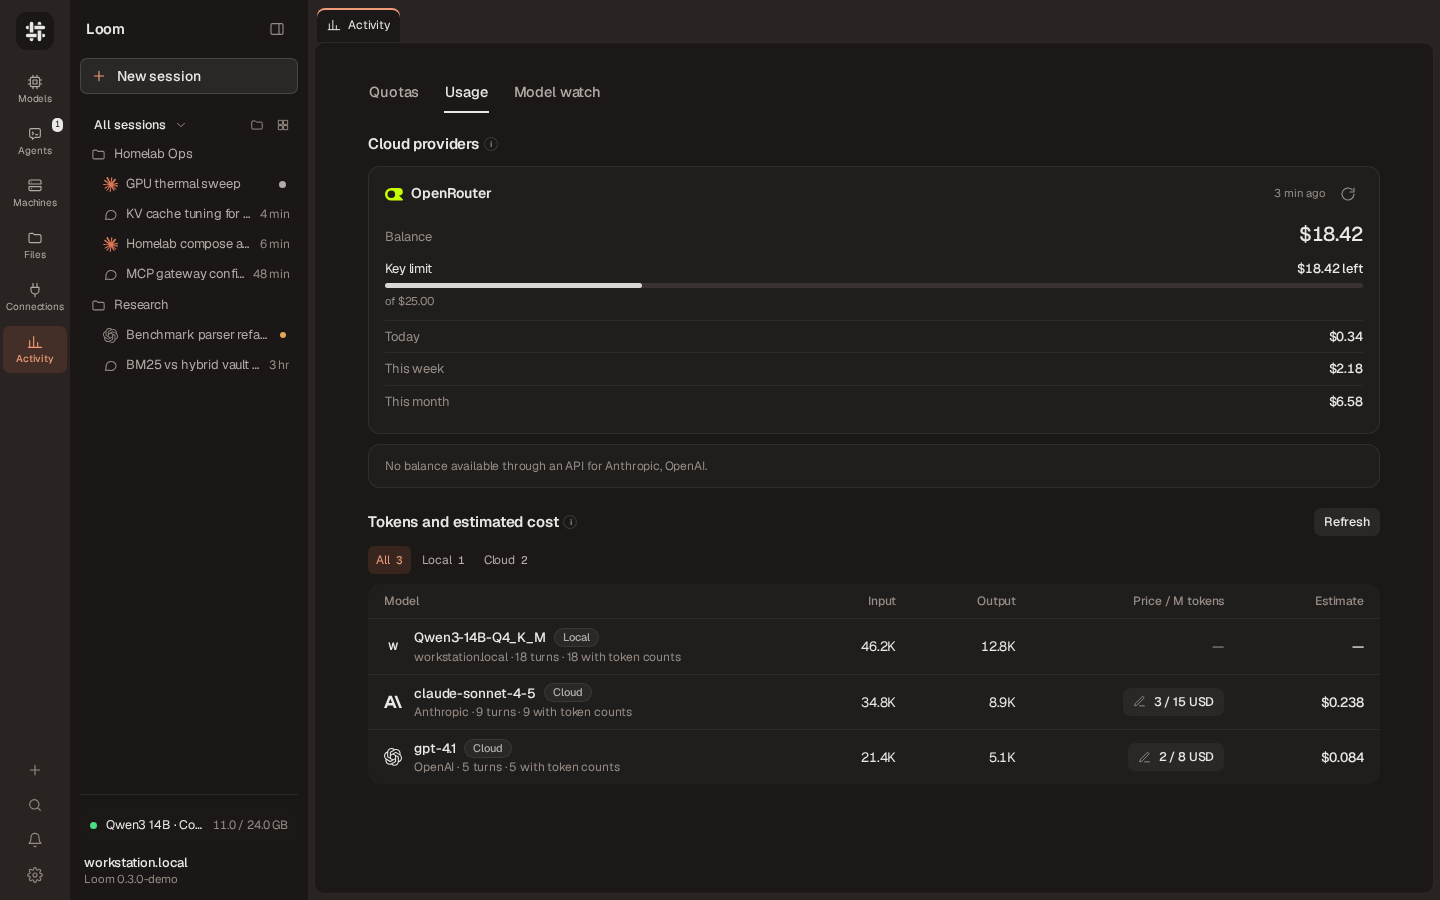 Loom
Activity
New session
Models
1
Agents
Machines
Files
Connections
Activity
All sessions
Homelab Ops
GPU thermal sweep
KV cache tuning for ... 4 min
Homelab compose a... 6 min
MCP gateway confi... 48 min
Research
Benchmark parser refa...
BM25 vs hybrid vault ... 3 hr
Qwen3 14B · Co... 11.0 / 24.0 GB
workstation.local
Loom 0.3.0-demo
Quotas Usage Model watch
Cloud providers
OpenRouter 3 min ago
Balance $18.42
Key limit $18.42 left
of $25.00
Today $0.34
This week $2.18
This month $6.58
No balance available through an API for Anthropic, OpenAI.
Tokens and estimated cost Refresh
All 3 Local 1 Cloud 2
Model Input Output Price / M tokens Estimate
W Qwen3-14B-Q4_K_M Local 46.2K 12.8K — —
workstation.local · 18 turns · 18 with token counts
claude-sonnet-4-5 Cloud 34.8K 8.9K 3 / 15 USD $0.238
Anthropic · 9 turns · 9 with token counts
gpt-4.1 Cloud 21.4K 5.1K 2 / 8 USD $0.084
OpenAI · 5 turns · 5 with token counts